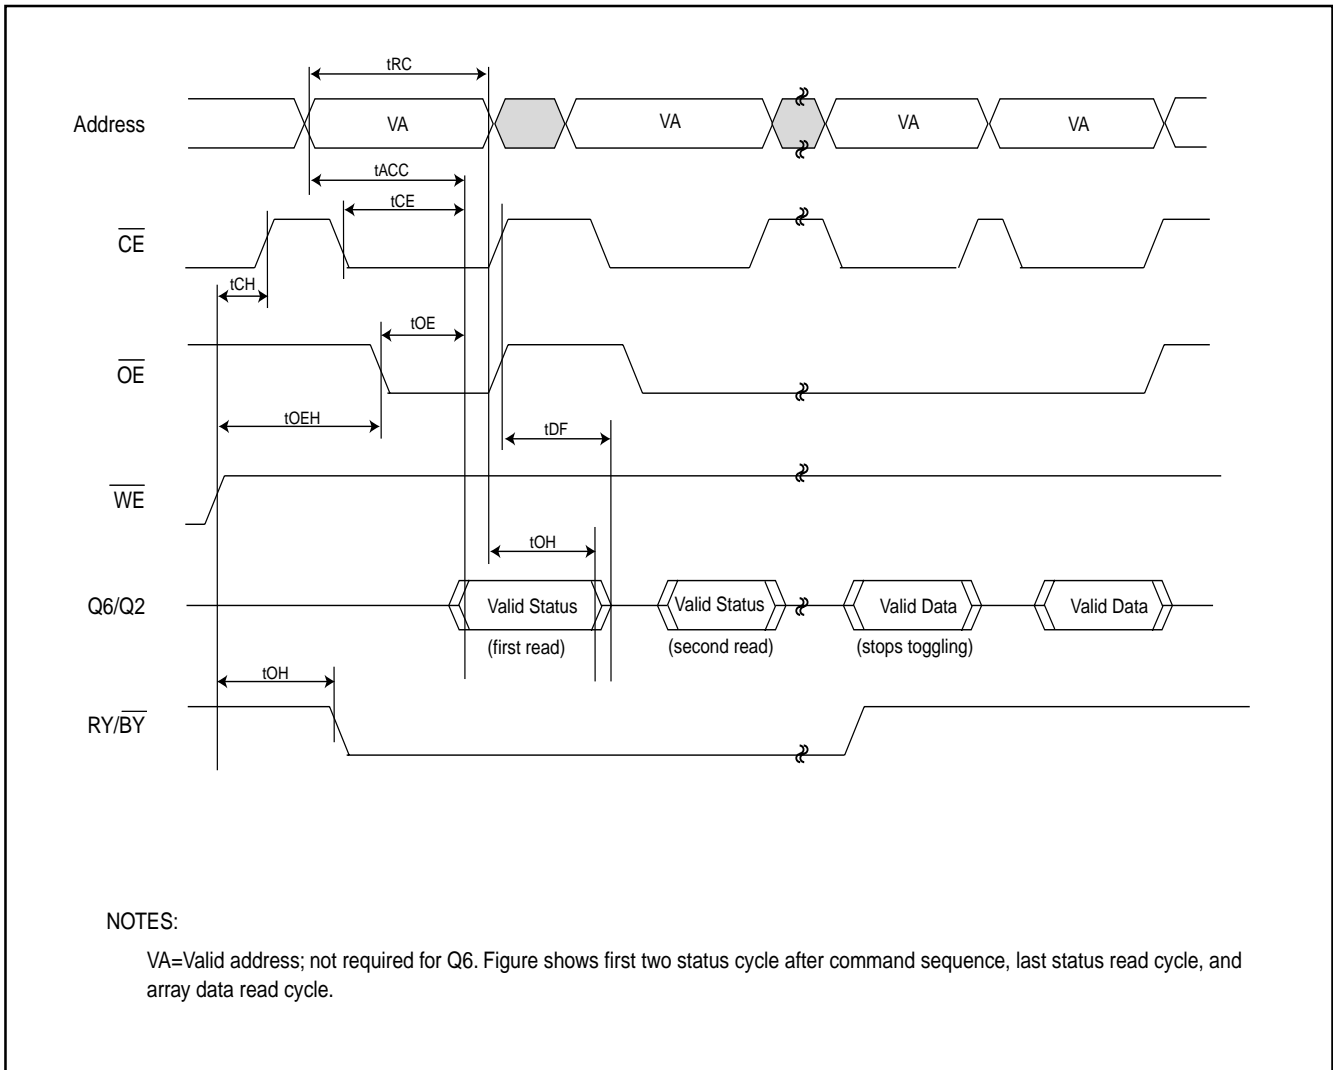 tRC
Address
VA
VA
VA
VA
tACC
tCE
CE
tCH
tOE
OE
tOEH
tDF
WE
tOH
Q6/Q2
Valid Status
Valid Status
Valid Data
Valid Data
(first read)
(second read)
(stops toggling)
tOH
RY/BY
NOTES:
VA=Valid address; not required for Q6. Figure shows first two status cycle after command sequence, last status read cycle, and
array data read cycle.